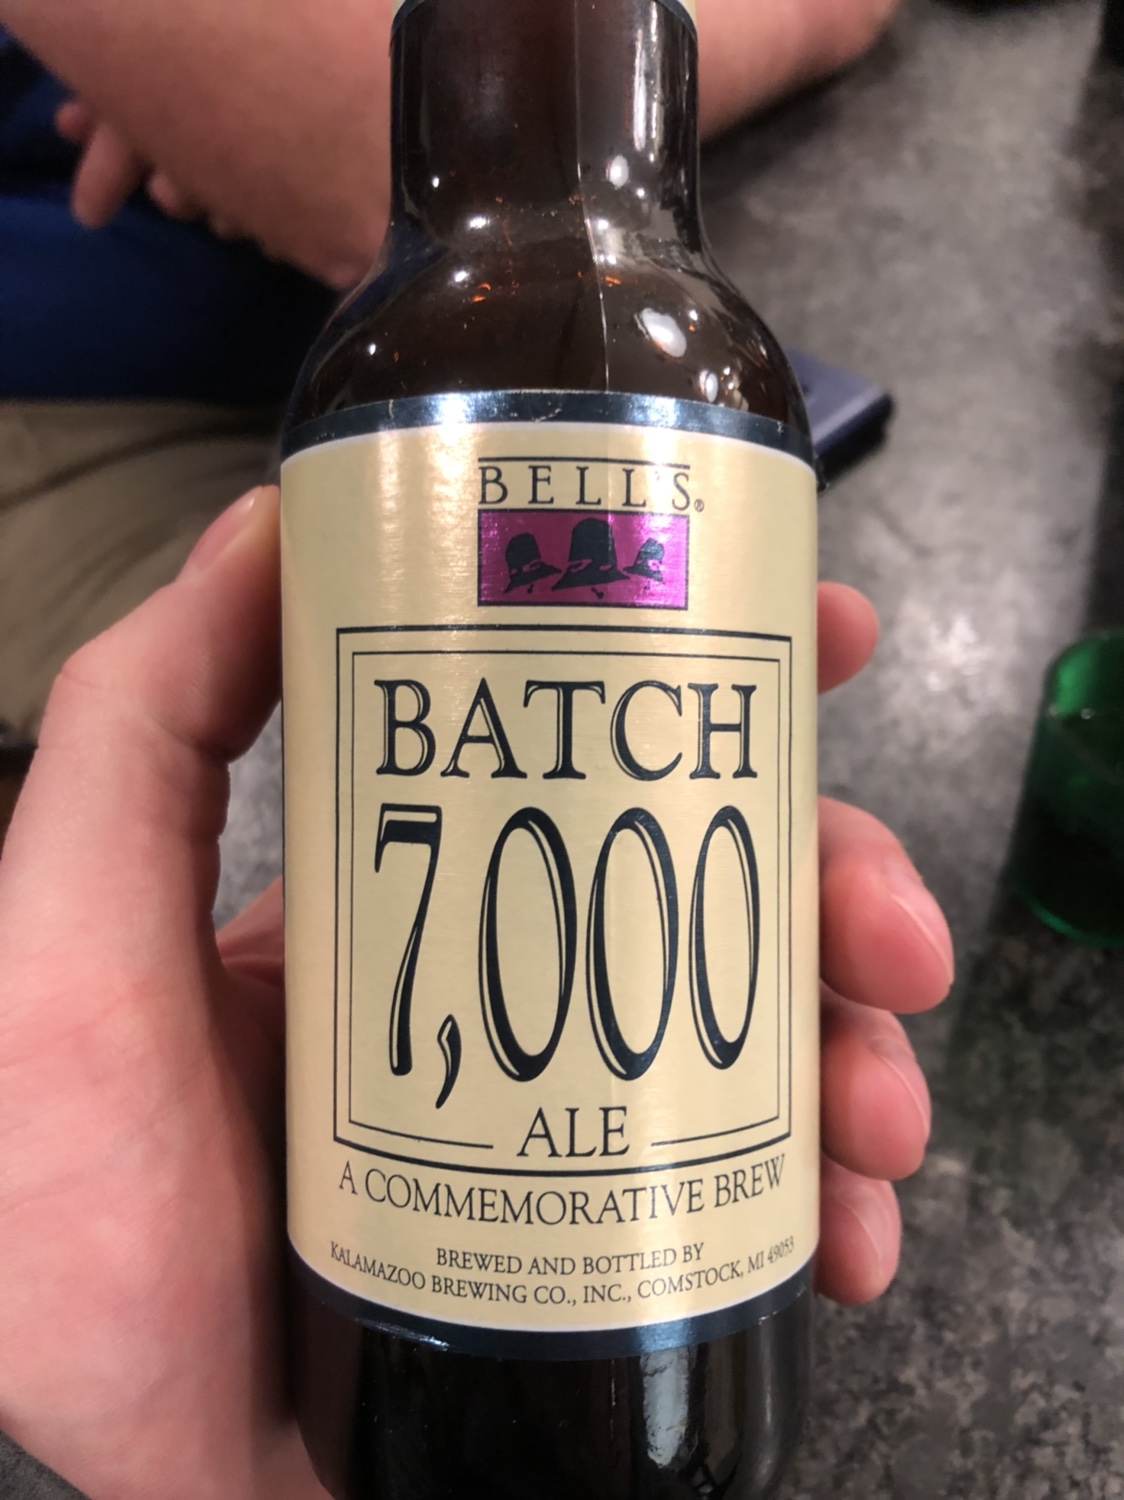 BELL'S®
BATCH
7,000
ALE
A COMMEMORATIVE BREW
BREWED AND BOTTLED BY
KALAMAZOO BREWING CO., INC., COMSTOCK, MI 49053